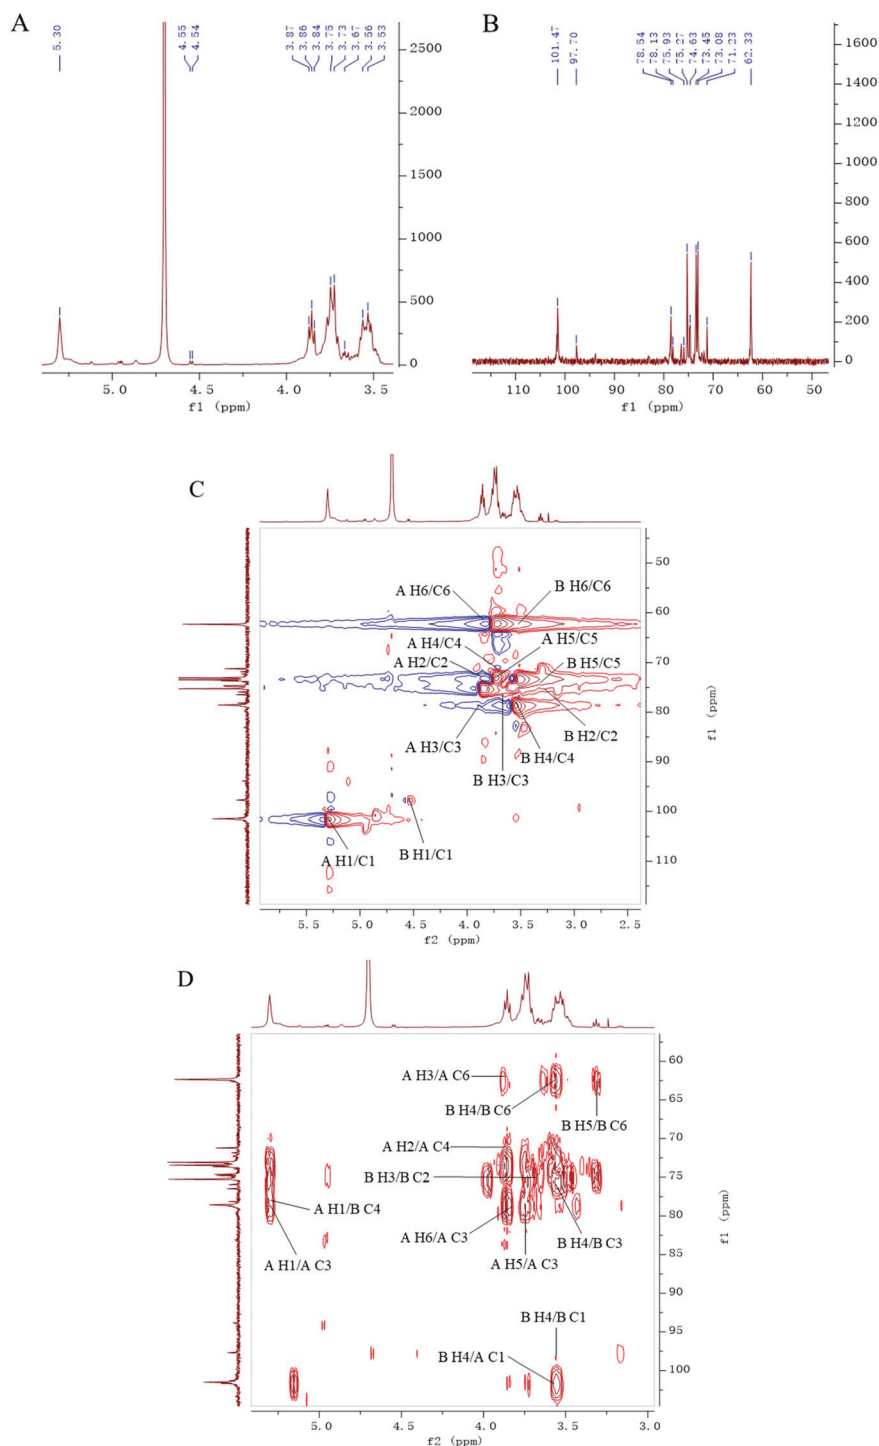 A
5.30
4.55
4.54
3.87
3.86
3.84
3.75
3.73
3.67
3.56
3.53
2500
2000
1500
1000
500
0
5.0
4.5
4.0
3.5
f1 (ppm)
B
101.47
97.70
78.54
78.13
75.93
75.27
74.63
73.45
73.08
71.23
62.33
1600
1400
1200
1000
800
600
400
200
0
110
100
90
80
70
60
50
f1 (ppm)
C
A H6/C6
B H6/C6
A H4/C4
A H5/C5
A H2/C2
B H5/C5
B H2/C2
A H3/C3
B H4/C4
B H3/C3
A H1/C1
B H1/C1
50
60
70
80
90
100
110
f1 (ppm)
5.5
5.0
4.5
4.0
3.5
3.0
2.5
f2 (ppm)
D
A H3/A C6
B H4/B C6
B H5/B C6
A H2/A C4
B H3/B C2
A H1/B C4
A H6/A C3
B H4/B C3
A H1/A C3
A H5/A C3
B H4/B C1
B H4/A C1
60
65
70
75
80
85
90
95
100
f1 (ppm)
5.0
4.5
4.0
3.5
3.0
f2 (ppm)